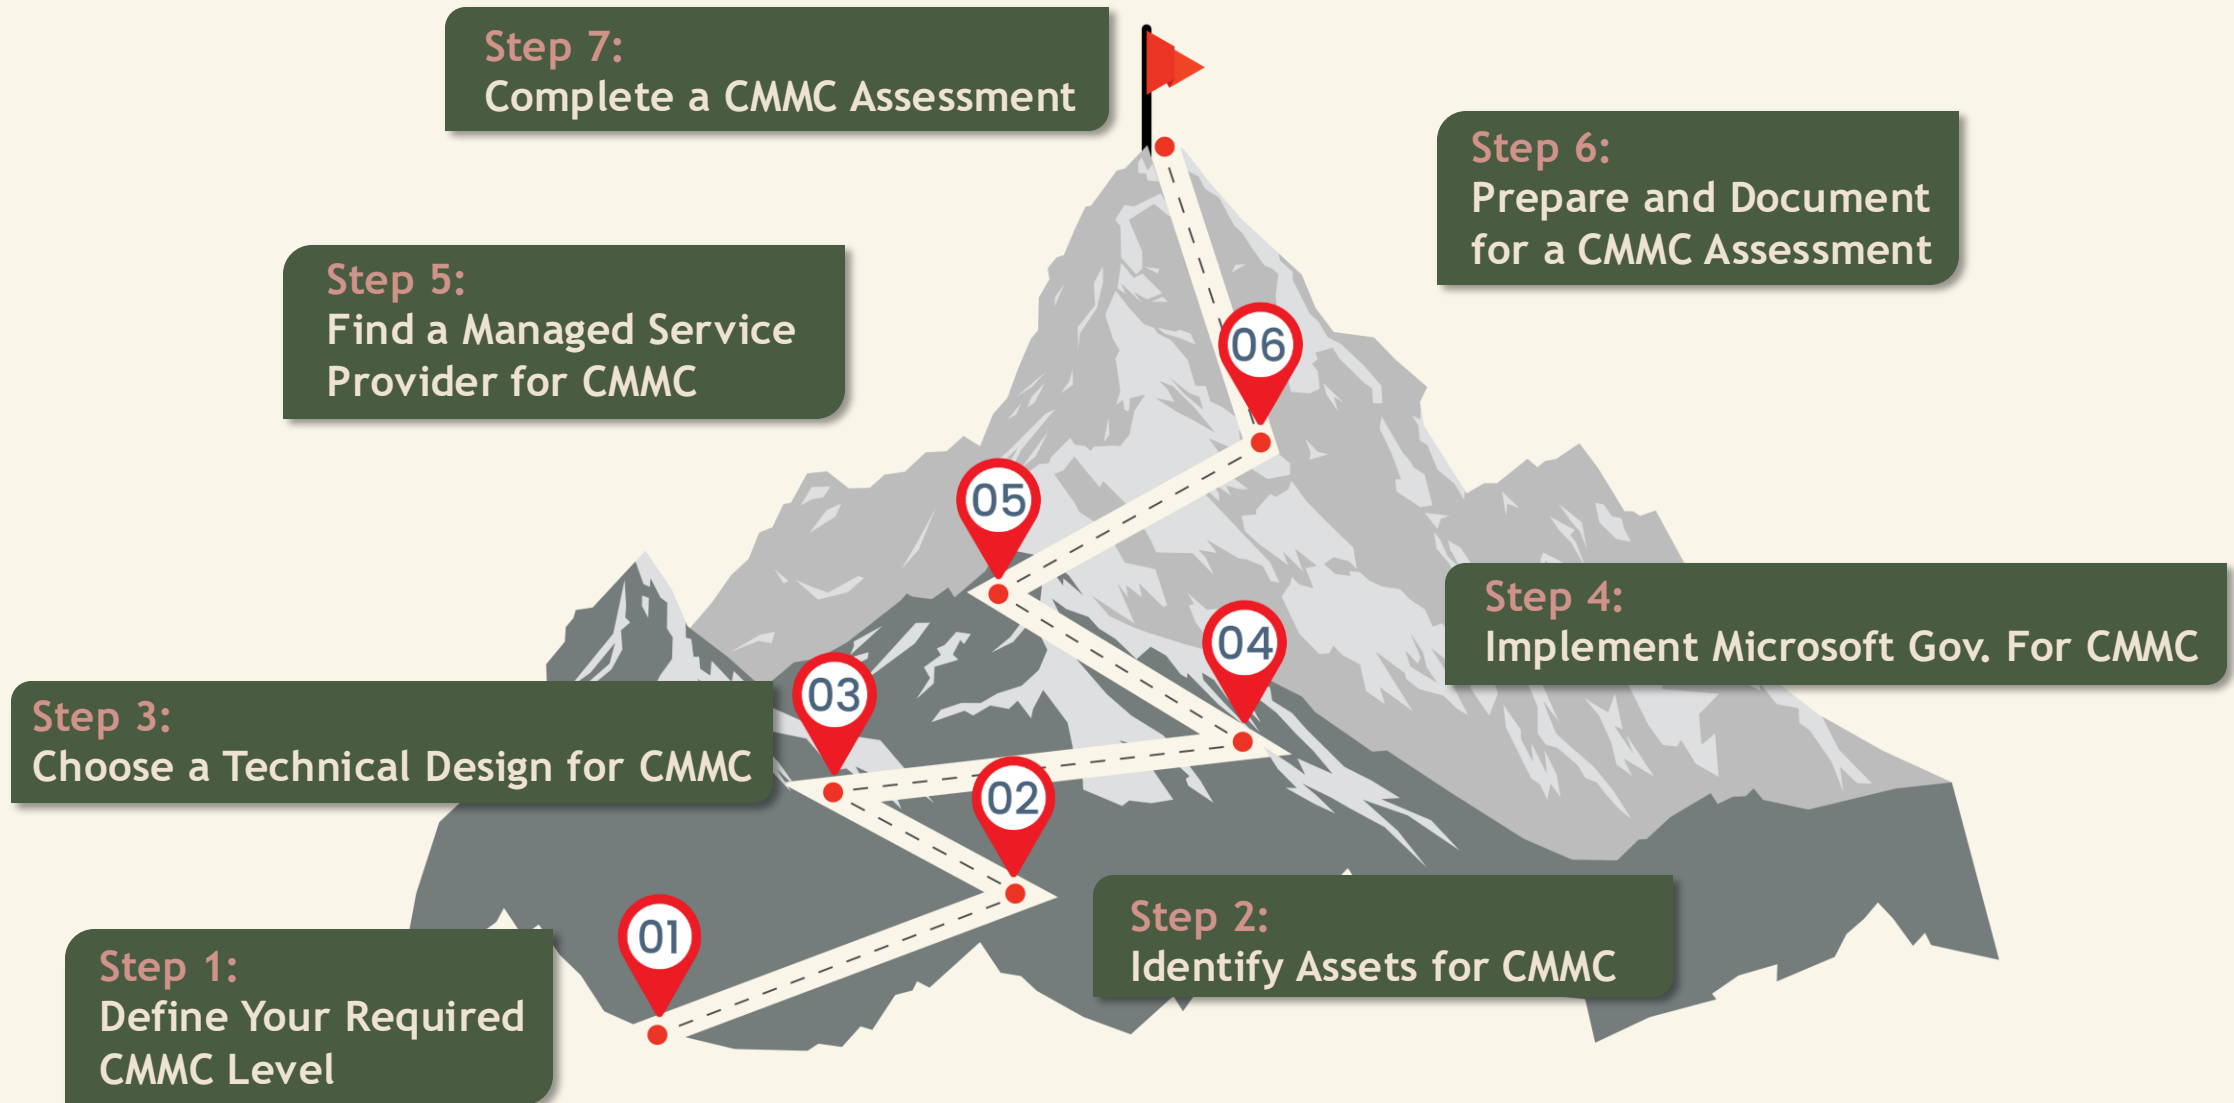 Step 7:
Complete a CMMC Assessment
Step 6:
Prepare and Document
for a CMMC Assessment
Step 5:
Find a Managed Service
Provider for CMMC
06
05
Step 4:
Implement Microsoft Gov. For CMMC
04
03
Step 3:
Choose a Technical Design for CMMC
02
Step 2:
Identify Assets for CMMC
01
Step 1:
Define Your Required
CMMC Level